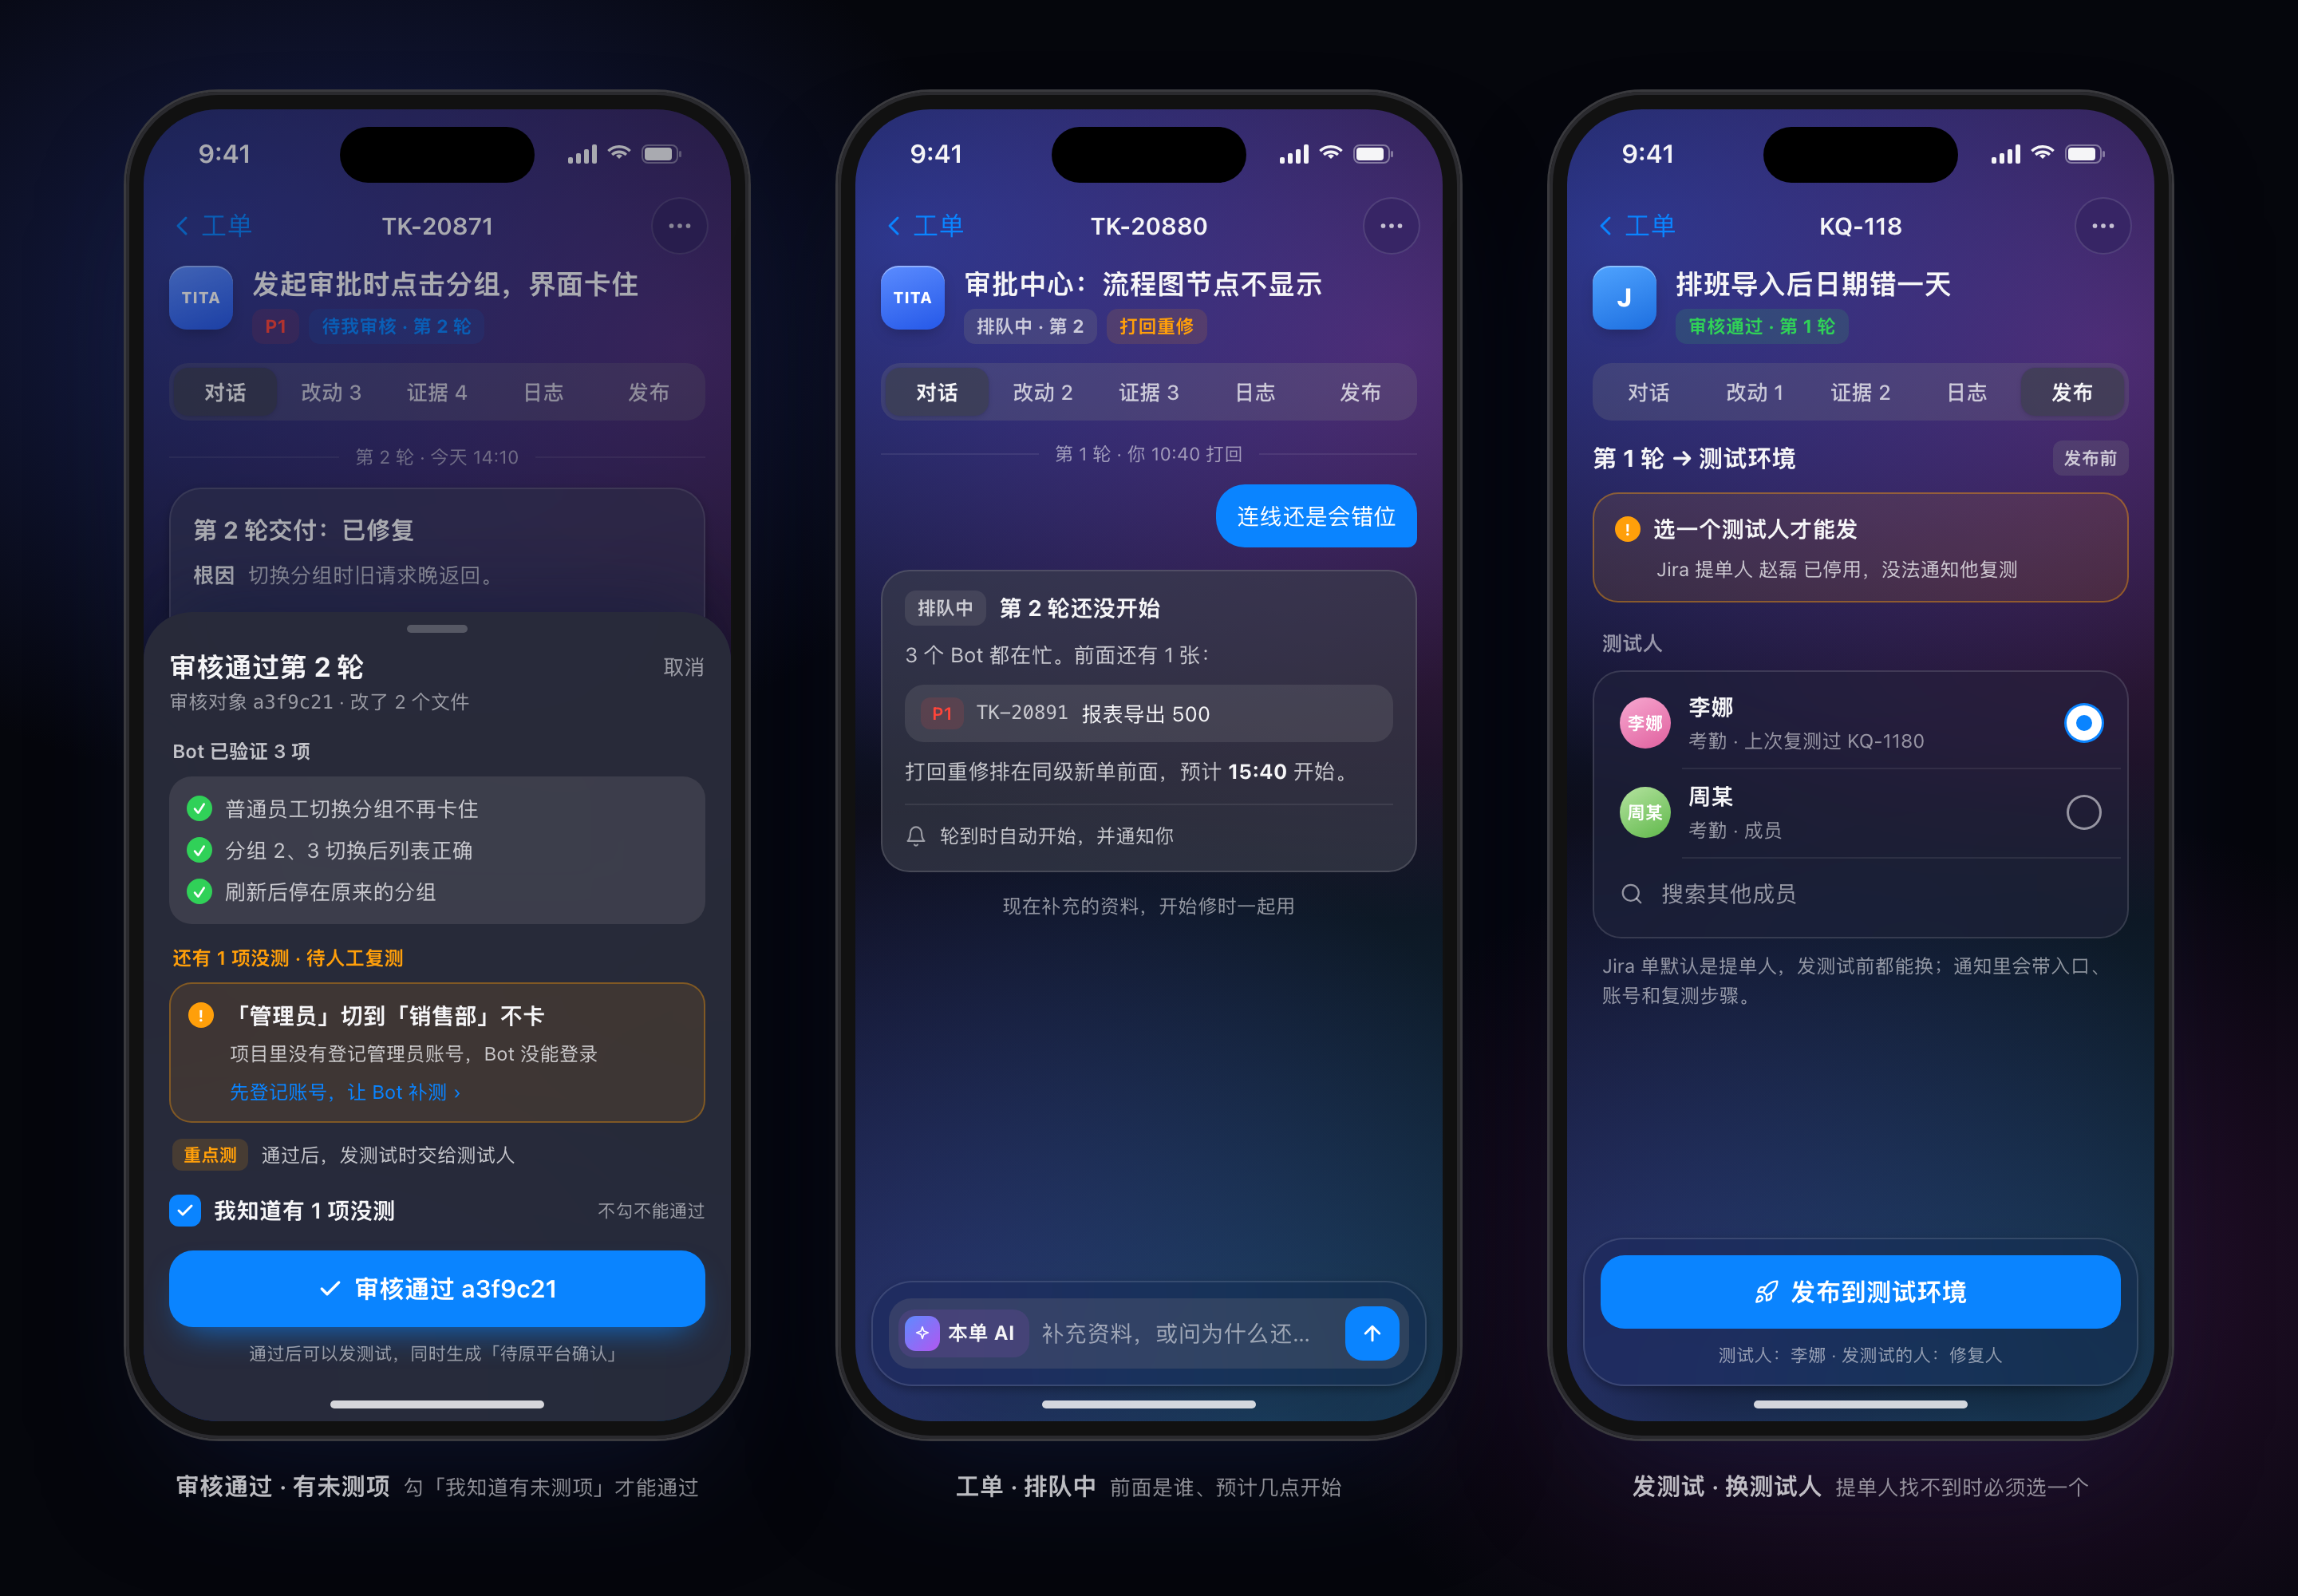 9:41
工单
TK-20871
TITA
发起审批时点击分组，界面卡住
P1
待我审核 · 第 2 轮
对话
改动 3
证据 4
日志
发布
第 2 轮 · 今天 14:10
第 2 轮交付：已修复
根因 切换分组时旧请求晚返回。
审核通过第 2 轮
取消
审核对象 a3f9c21 · 改了 2 个文件
Bot 已验证 3 项
普通员工切换分组不再卡住
分组 2、3 切换后列表正确
刷新后停在原来的分组
还有 1 项没测 · 待人工复测
「管理员」切到「销售部」不卡
项目里没有登记管理员账号，Bot 没能登录
先登记账号，让 Bot 补测 ›
重点测 通过后，发测试时交给测试人
我知道有 1 项没测
不勾不能通过
审核通过 a3f9c21
通过后可以发测试，同时生成「待原平台确认」
审核通过 · 有未测项 勾「我知道有未测项」才能通过
9:41
工单
TK-20880
TITA
审批中心：流程图节点不显示
排队中 · 第 2
打回重修
对话
改动 2
证据 3
日志
发布
第 1 轮 · 你 10:40 打回
连线还是会错位
排队中 第 2 轮还没开始
3 个 Bot 都在忙。前面还有 1 张：
P1 TK-20891 报表导出 500
打回重修排在同级新单前面，预计 15:40 开始。
轮到时自动开始，并通知你
现在补充的资料，开始修时一起用
本单 AI 补充资料，或问为什么还...
工单 · 排队中 前面是谁、预计几点开始
9:41
工单
KQ-118
J
排班导入后日期错一天
审核通过 · 第 1 轮
对话
改动 1
证据 2
日志
发布
第 1 轮 → 测试环境
发布前
选一个测试人才能发
Jira 提单人 赵磊 已停用，没法通知他复测
测试人
李娜
李娜
考勤 · 上次复测过 KQ-1180
周某
周某
考勤 · 成员
搜索其他成员
Jira 单默认是提单人，发测试前都能换；通知里会带入口、
账号和复测步骤。
发布到测试环境
测试人：李娜 · 发测试的人：修复人
发测试 · 换测试人 提单人找不到时必须选一个